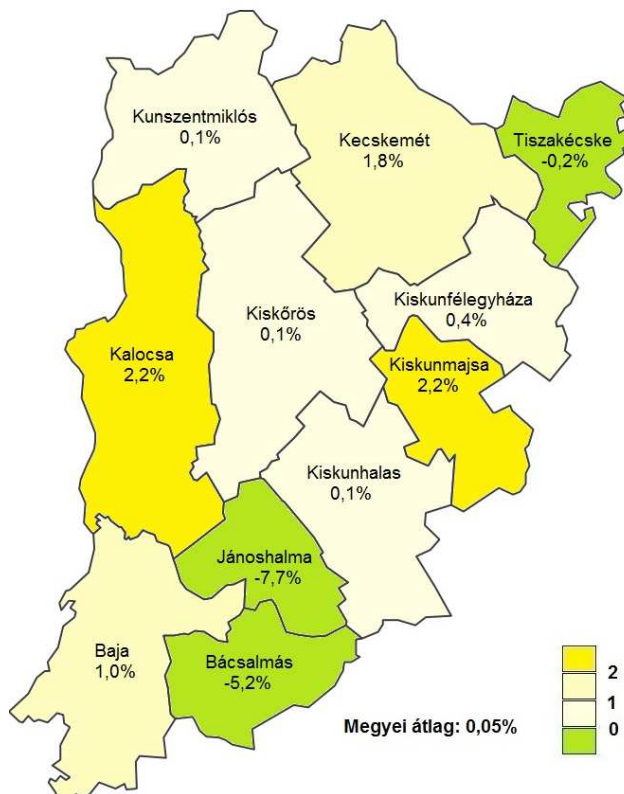 Kunszentmiklós
0,1%
Kecskemét
1,8%
Tiszakécske
-0,2%
Kiskunfélegyháza
0,4%
Kiskőrös
0,1%
Kalocsa
2,2%
Kiskunmajsa
2,2%
Kiskunhalas
0,1%
Jánoshalma
-7,7%
Baja
1,0%
Bácsalmás
-5,2%
Megyei átlag: 0,05%
2
1
0